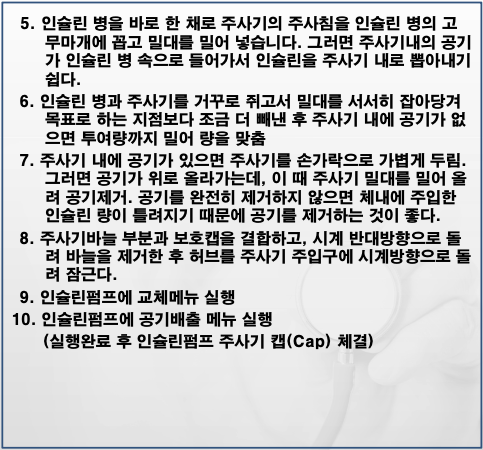 5. 인슐린 병을 바로 한 채로 주사기의 주사침을 인슐린 병의 고
무마개에 꼽고 밀대를 밀어 넣습니다. 그러면 주사기내의 공기
가 인슐린 병 속으로 들어가서 인슐린을 주사기 내로 뽑아내기
쉽다.
6. 인슐린 병과 주사기를 거꾸로 쥐고서 밀대를 서서히 잡아당겨
목표로 하는 지점보다 조금 더 빼낸 후 주사기 내에 공기가 없
으면 투여량까지 밀어 량을 맞춤
7. 주사기 내에 공기가 있으면 주사기를 손가락으로 가볍게 두림.
그러면 공기가 위로 올라가는데, 이 때 주사기 밀대를 밀어 올
려 공기제거. 공기를 완전히 제거하지 않으면 체내에 주입한
인슐린 량이 틀려지기 때문에 공기를 제거하는 것이 좋다.
8. 주사기바늘 부분과 보호캡을 결합하고, 시계 반대방향으로 돌
려 바늘을 제거한 후 허브를 주사기 주입구에 시계방향으로 돌
려 잠근다.
9. 인슐린펌프에 교체메뉴 실행
10. 인슐린펌프에 공기배출 메뉴 실행
(실행완료 후 인슐린펌프 주사기 캡(Cap) 체결)